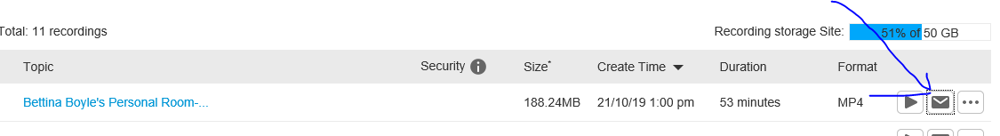 Total: 11 recordings Recording storage Site: 51% of 50 GB
Topic Security Size* Create Time Duration Format
Bettina Boyle's Personal Room-... 188.24MB 21/10/19 1:00 pm 53 minutes MP4